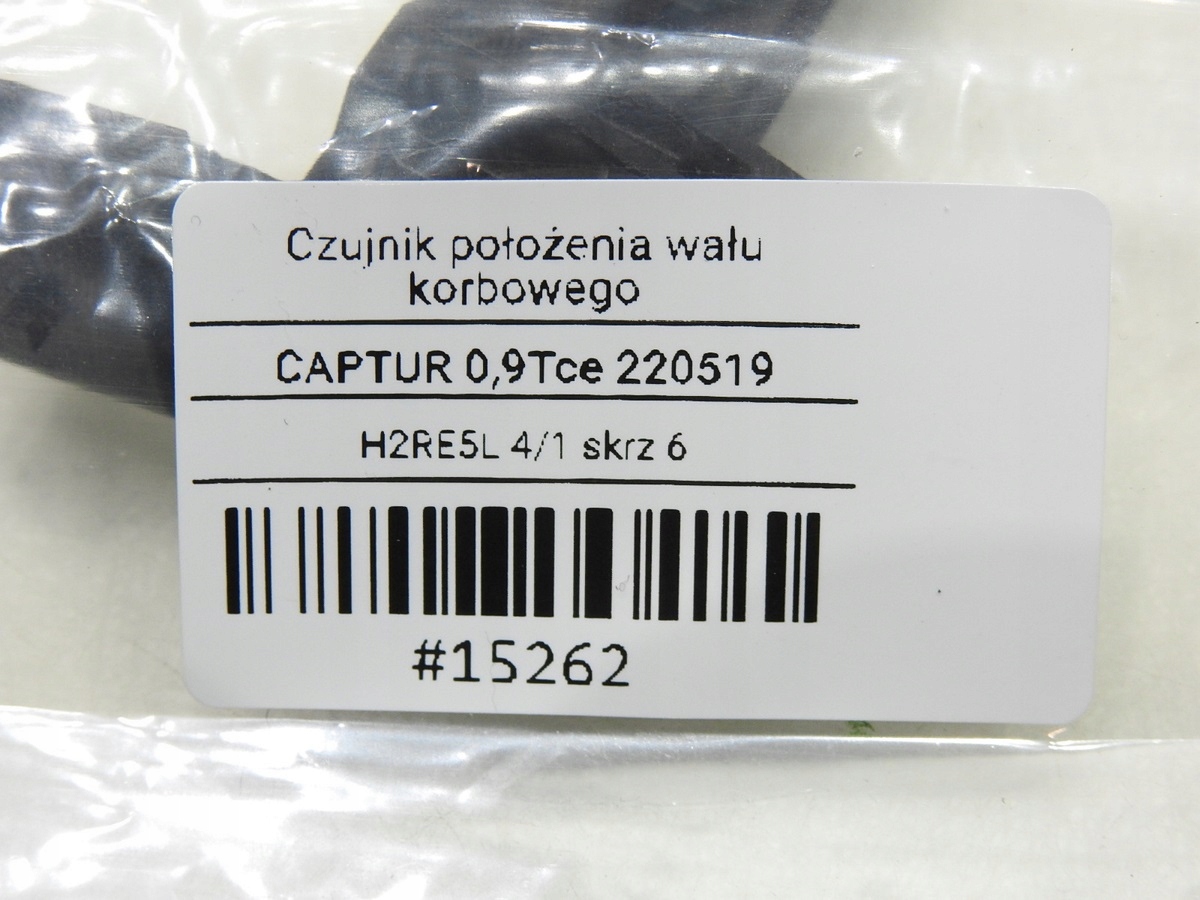 Czujnik położenia wału
korbowego
CAPTUR 0,9Tce 220519
H2RE5L 4/1 skrz 6
#15262